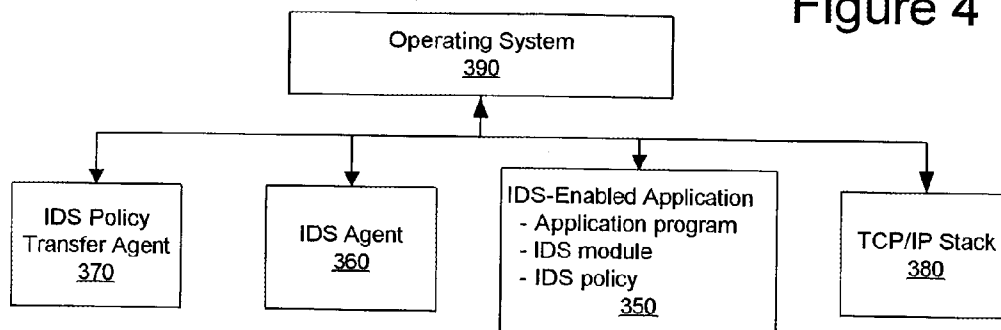 Figure 4
Operating System
390
IDS Policy
Transfer Agent
370
IDS Agent
360
IDS-Enabled Application
- Application program
- IDS module
- IDS policy
350
TCP/IP Stack
380